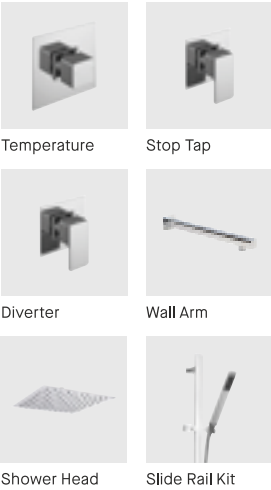 Temperature
Stop Tap
Diverter
Wall Arm
Shower Head
Slide Rail Kit